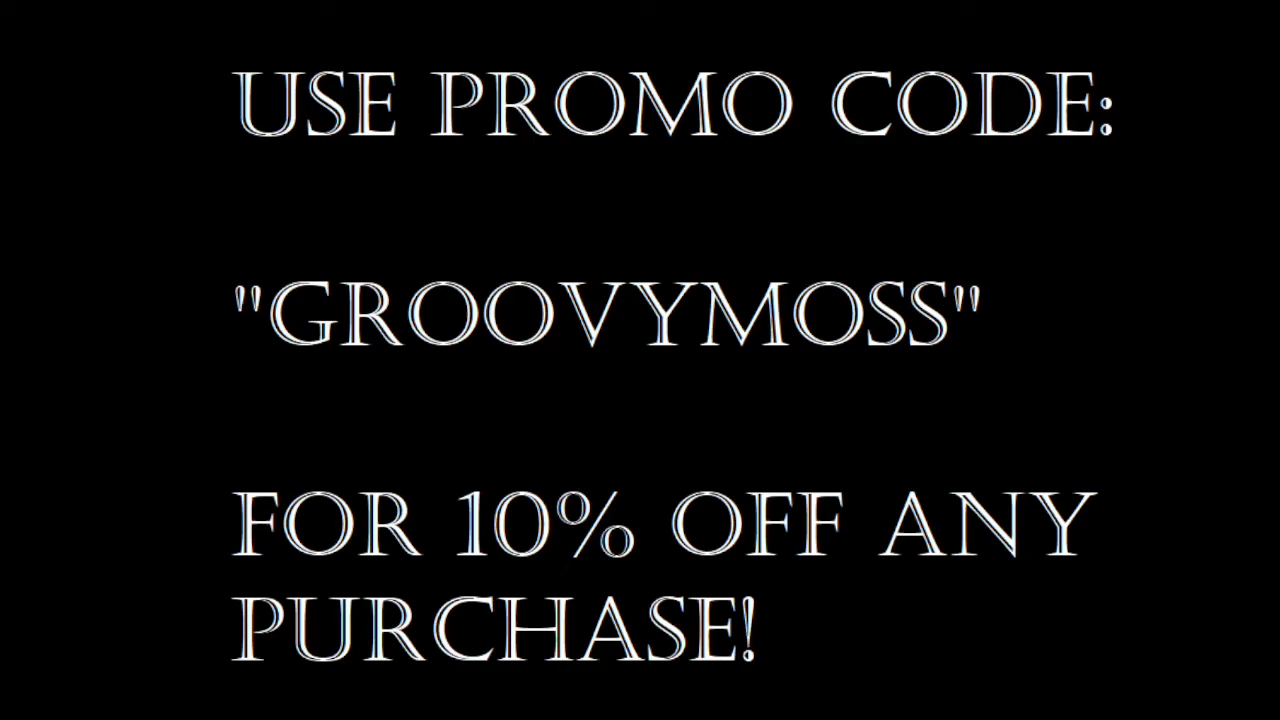 USE PROMO CODE:
"GROOVYMOSS"
FOR 10% OFF ANY
PURCHASE!